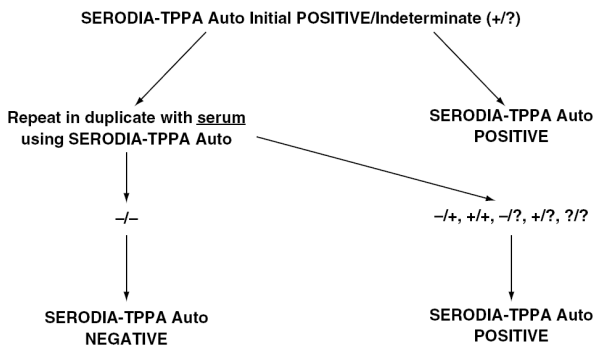 SERODIA-TPPA Auto Initial POSITIVE/Indeterminate (+/?)
Repeat in duplicate with serum
using SERODIA-TPPA Auto
SERODIA-TPPA Auto
POSITIVE
–/–
–/+, +/+, –/?, +/?, ?/?
SERODIA-TPPA Auto
NEGATIVE
SERODIA-TPPA Auto
POSITIVE